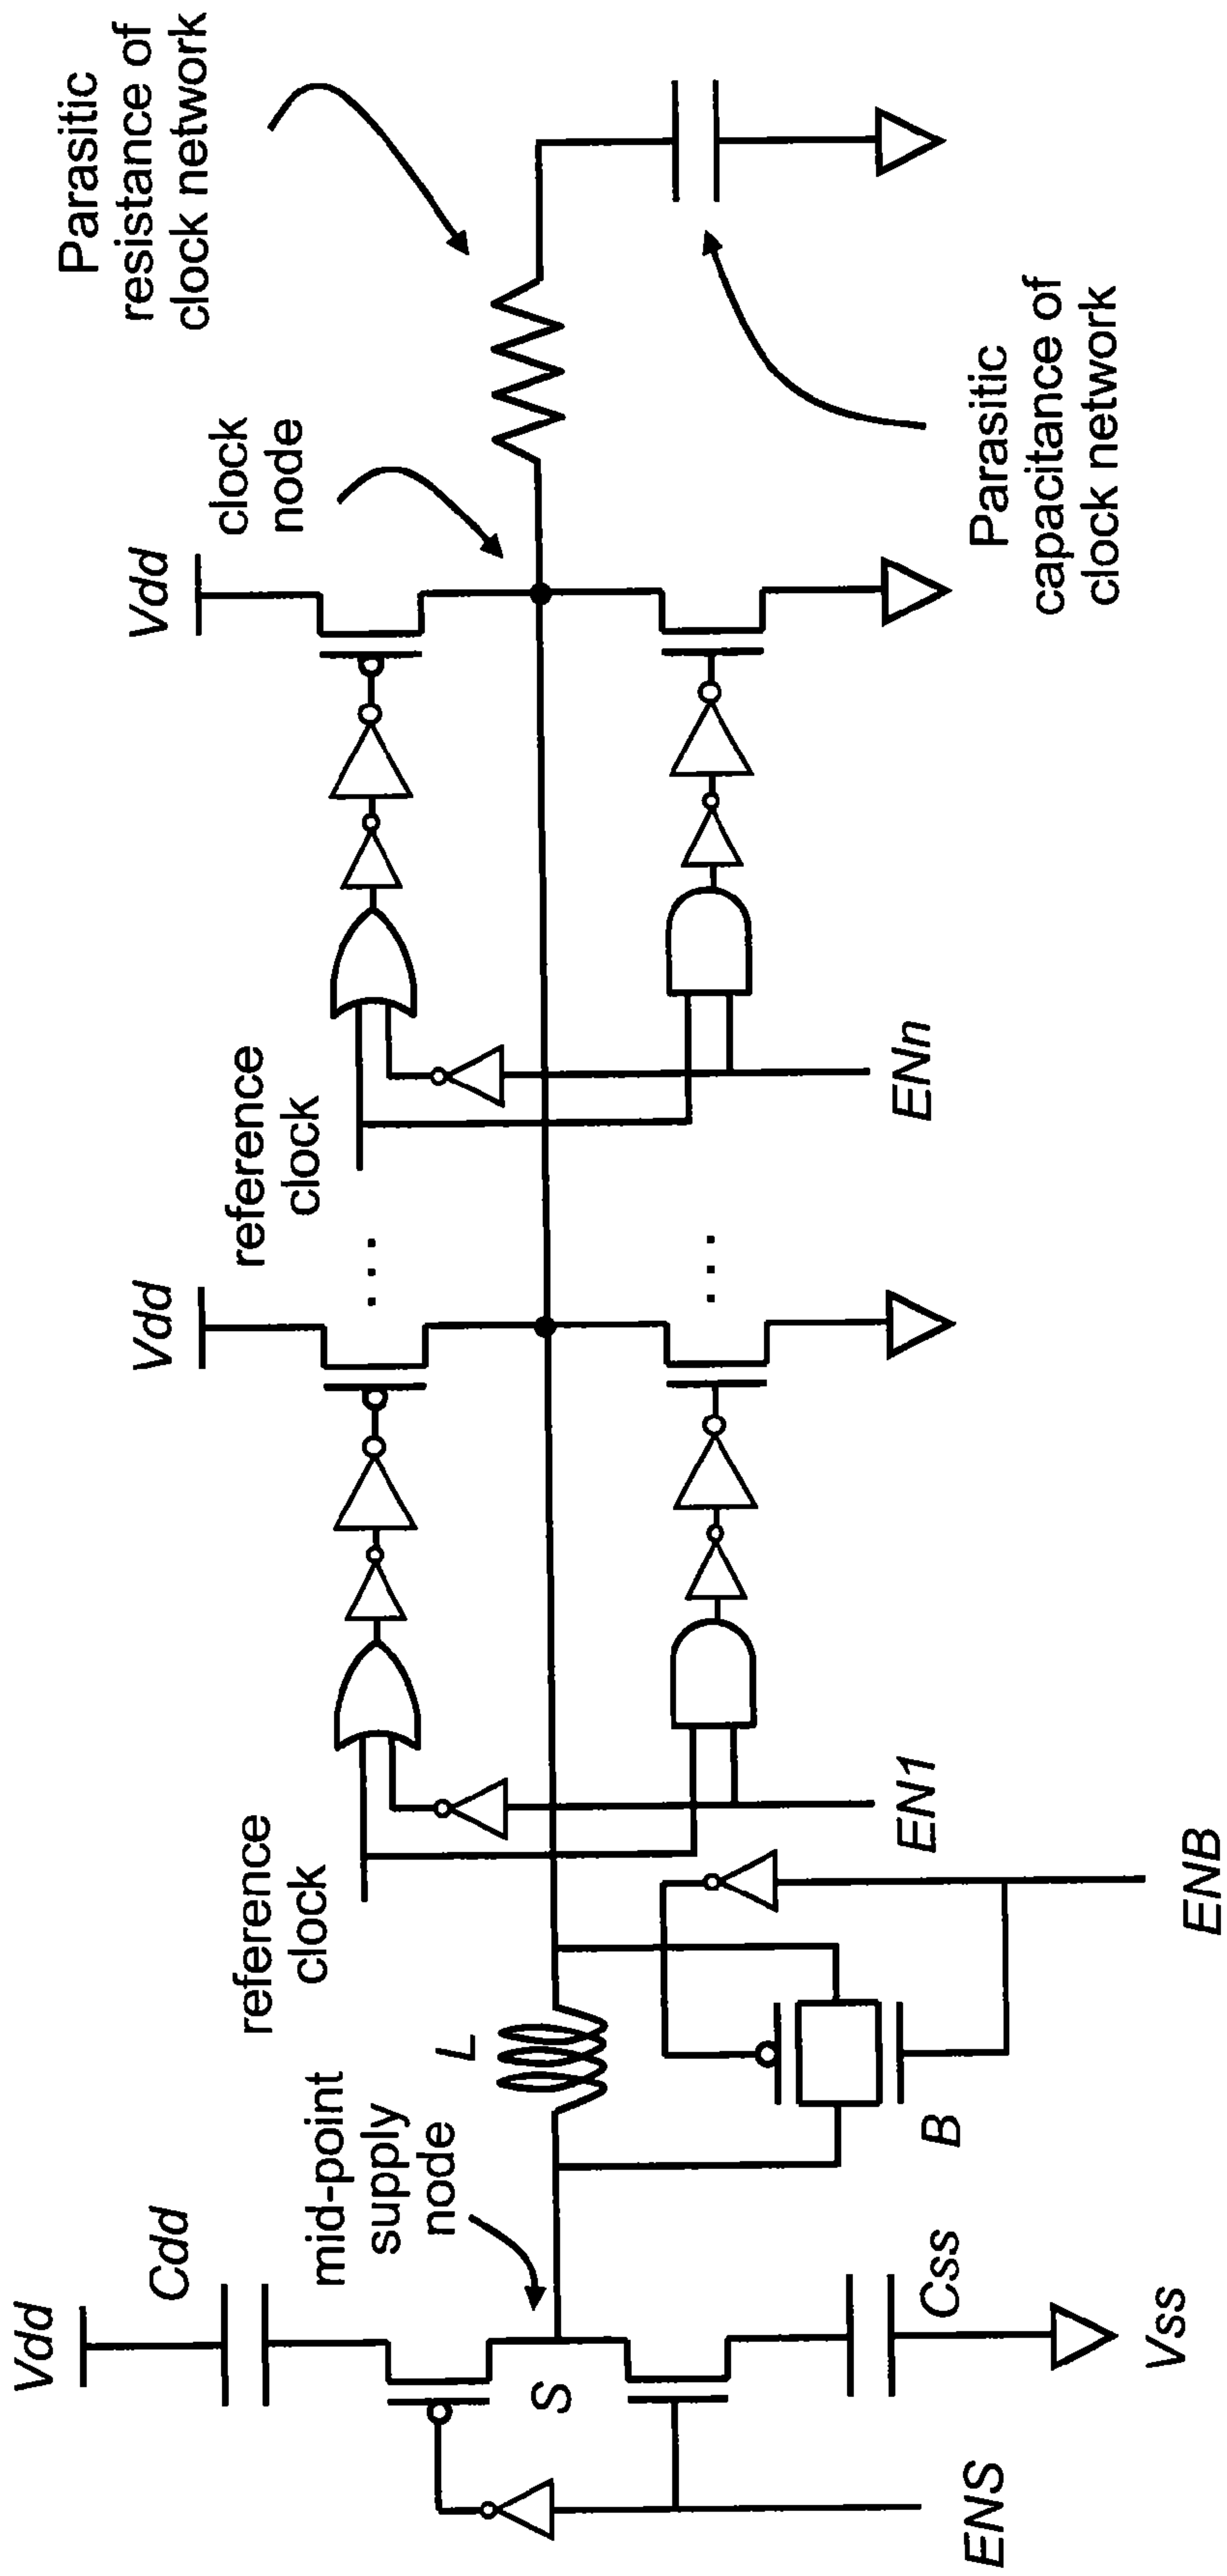 Vdd
Cdd
mid-point
supply
node
S
ENS
Css
Vss
L
B
ENB
reference
clock
EN1
Vdd
...
...
reference
clock
ENn
Vdd
clock
node
Parasitic
resistance of
clock network
Parasitic
capacitance of
clock network